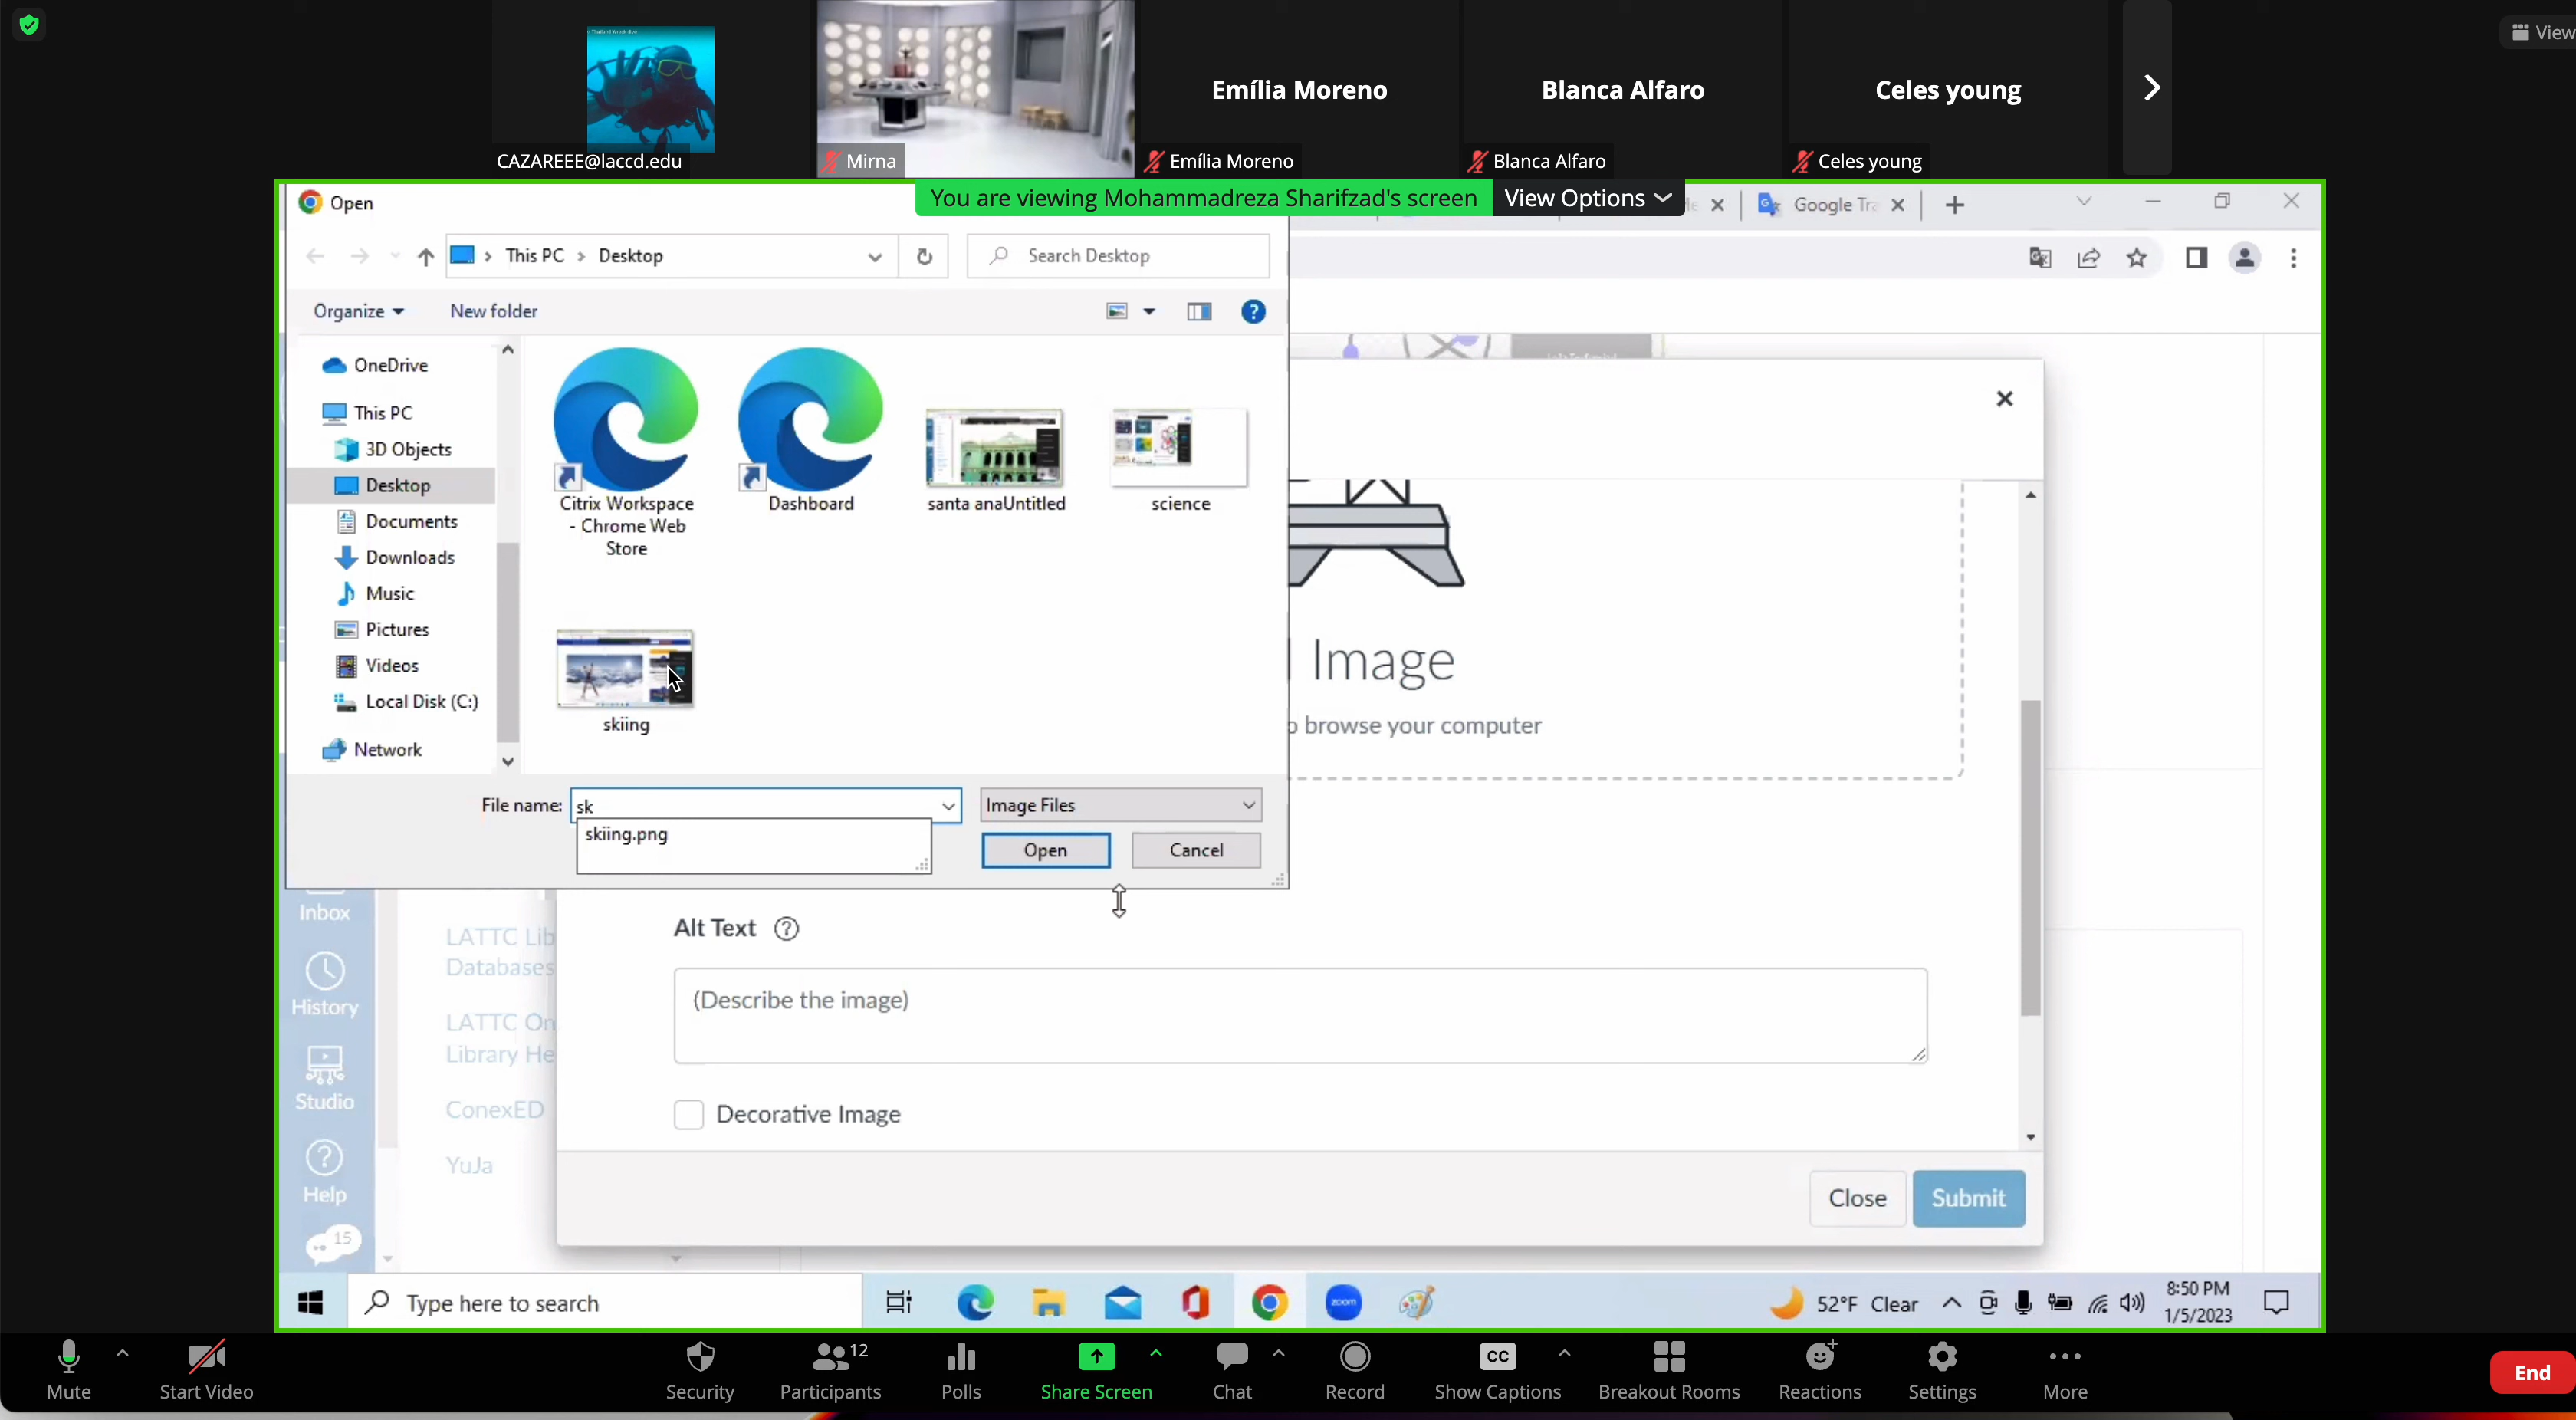 View
CAZAREEE@laccd.edu
Mirna
Emília Moreno
Emília Moreno
Blanca Alfaro
Blanca Alfaro
Celes young
Celes young
You are viewing Mohammadreza Sharifzad's screen
View Options
Open
Google Tra
This PC
Desktop
Search Desktop
Organize
New folder
OneDrive
This PC
3D Objects
Desktop
Documents
Downloads
Music
Pictures
Videos
Local Disk (C:)
Network
Citrix Workspace
- Chrome Web
Store
Dashboard
santa anaUntitled
science
skiing
File name:
sk
skiing.png
Image Files
Open
Cancel
Image
browse your computer
Inbox
History
Studio
Help
15
LATTC Lib
Databases
LATTC On
Library He
ConexED
YuJa
Alt Text
(Describe the image)
Decorative Image
Close
Submit
Type here to search
zoom
52°F Clear
8:50 PM
1/5/2023
Mute
Start Video
Security
Participants
12
Polls
Share Screen
Chat
Record
CC
Show Captions
Breakout Rooms
Reactions
Settings
More
End